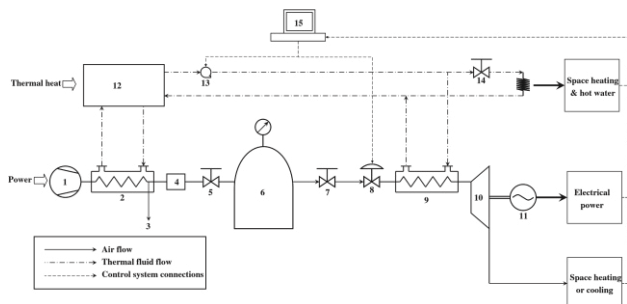 15
Thermal heat
12
13
14
Space heating
& hot water
Power
1
2
3
4
5
6
7
8
9
10
11
Electrical
power
Air flow
Thermal fluid flow
Control system connections
Space heating
or cooling